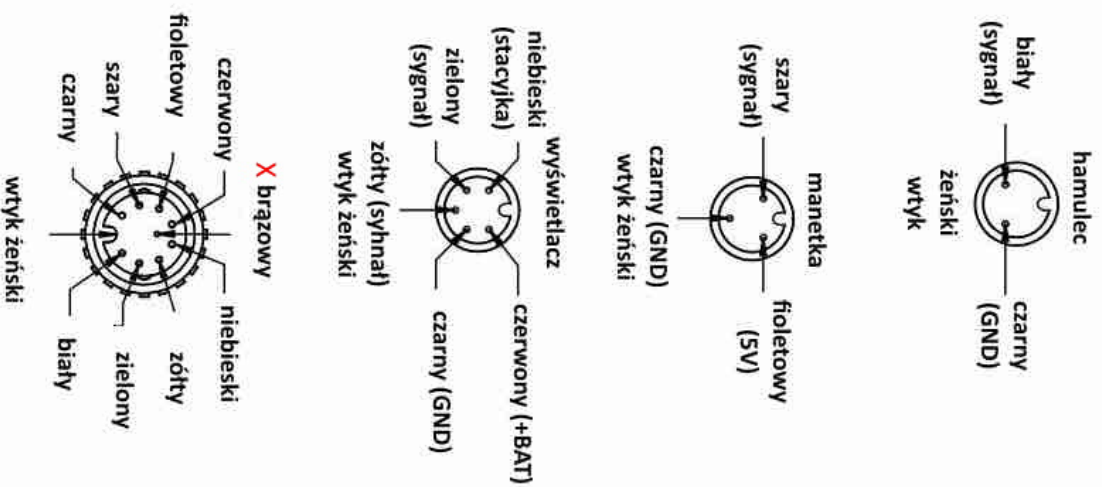 hamulec
biały
(sygnał)
czarny
(GND)
żeński
wtyk
manetka
szary
(sygnał)
fioletowy
(5V)
czarny (GND)
wtyk żeński
wyświetlacz
niebieski
(stacyjka)
zielony
(sygnał)
czerwony (+BAT)
czarny (GND)
zółty (syhnał)
wtyk żeński
X brązowy
czerwony
fioletowy
szary
czarny
niebieski
zółty
zielony
biały
wtyk żeński